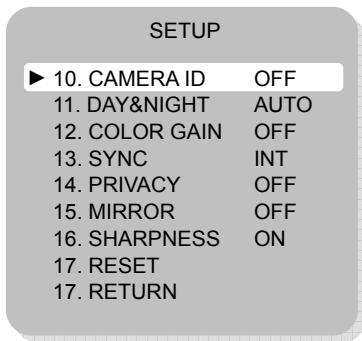 SETUP
► 10. CAMERA ID OFF
11. DAY&NIGHT AUTO
12. COLOR GAIN OFF
13. SYNC INT
14. PRIVACY OFF
15. MIRROR OFF
16. SHARPNESS ON
17. RESET
17. RETURN